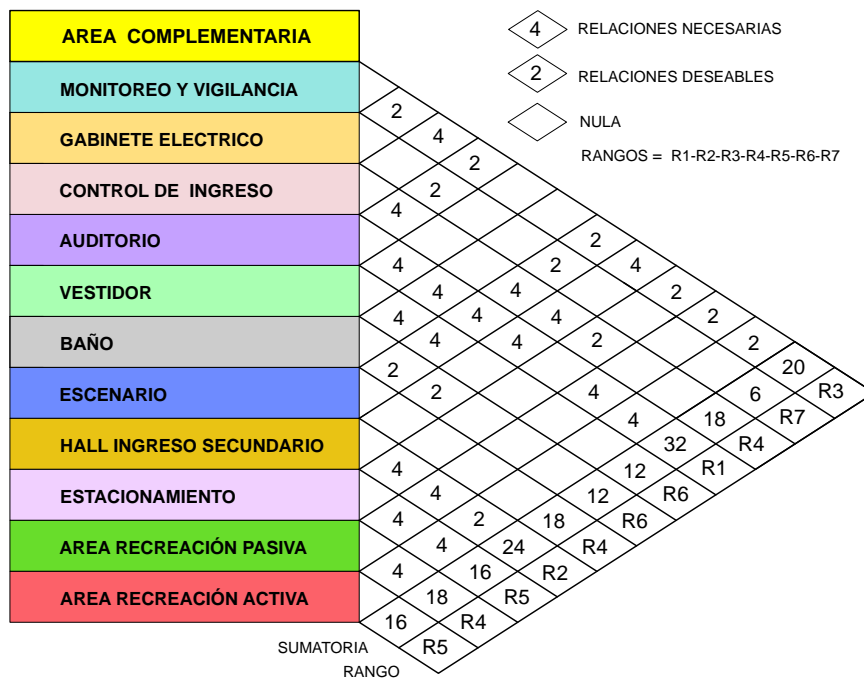 AREA COMPLEMENTARIA
MONITOREO Y VIGILANCIA
GABINETE ELECTRICO
CONTROL DE INGRESO
AUDITORIO
VESTIDOR
BAÑO
ESCENARIO
HALL INGRESO SECUNDARIO
ESTACIONAMIENTO
AREA RECREACIÓN PASIVA
AREA RECREACIÓN ACTIVA
4 RELACIONES NECESARIAS
2 RELACIONES DESEABLES
NULA
RANGOS = R1-R2-R3-R4-R5-R6-R7
2
4
2
2
4
2
4
2
2
2
4
4
4
2
4
4
4
4
2
20
4
4
2
6
R3
2
2
4
18
R7
4
32
R4
12
R1
4
12
R6
4
2
18
R6
4
4
24
R4
4
16
R2
18
R5
16
R4
SUMATORIA
R5
RANGO